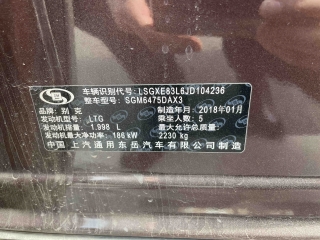 车辆识别代号：LSGXE83L6JD104236
整车型号：SGM6475DAX3
品牌：别克 制造年月：2018年01月
发动机型号：LTG 乘坐人数：5
发动机排量：1.998 L 最大允许总质量：
发动机最大净功率：186 kW 2230 kg
中国上汽通用东岳汽车有限公司制造